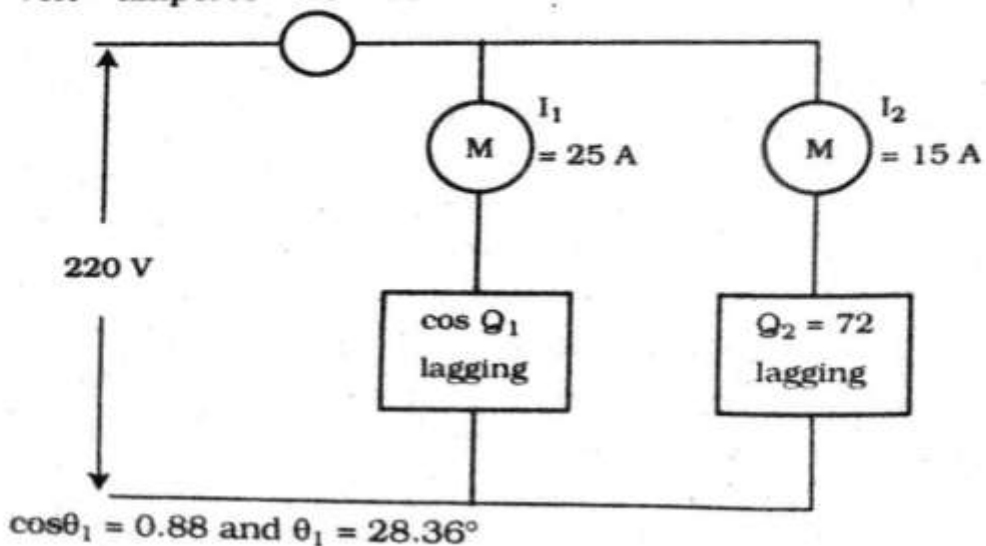 I₁
= 25 A
M
I₂
= 15 A
M
220 V
cos Q₁
lagging
Q₂ = 72
lagging
cosθ₁ = 0.88 and θ₁ = 28.36°